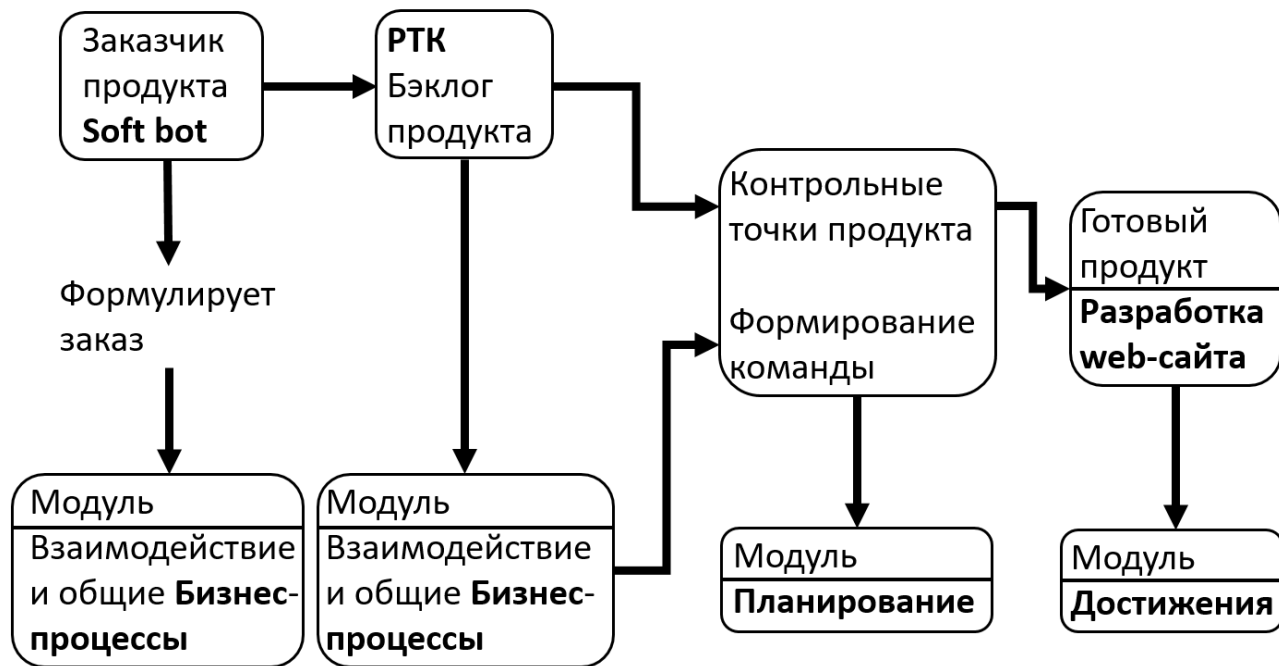 Заказчик
продукта
Soft bot
РТК
Бэклог
продукта
Формулирует
заказ
Контрольные
точки продукта
Формирование
команды
Готовый
продукт
Разработка
web-сайта
Модуль
Взаимодействие
и общие Бизнес-
процессы
Модуль
Взаимодействие
и общие Бизнес-
процессы
Модуль
Планирование
Модуль
Достижения